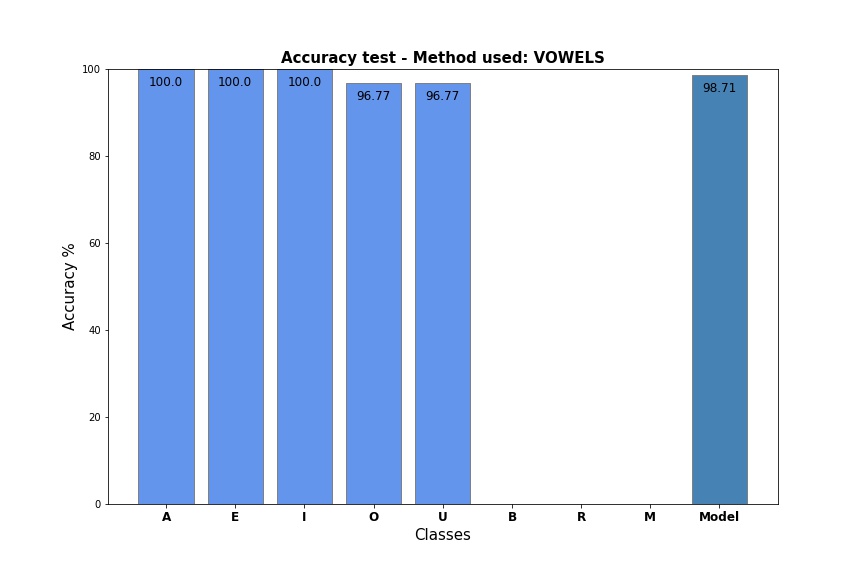 Accuracy test - Method used: VOWELS
Accuracy %
100
80
60
40
20
0
100.0 100.0 100.0 96.77 96.77 98.71
A E I O U B R M Model
Classes